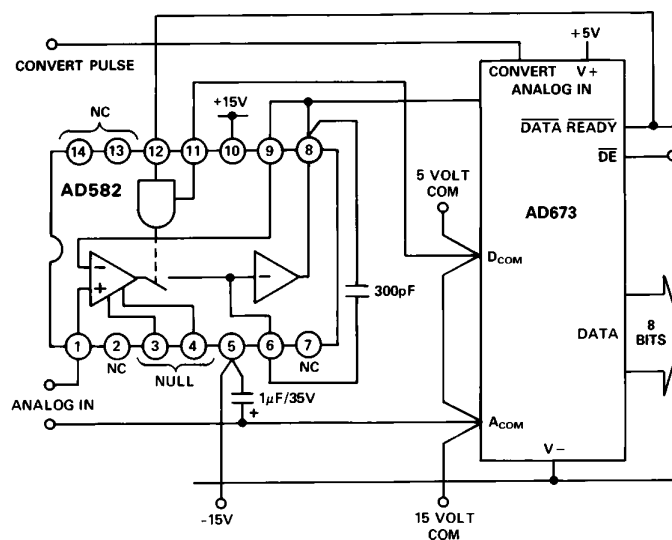 +5V
CONVERT PULSE
CONVERT V+
ANALOG IN
NC
+15V
14 13 12 11 10 9 8
DATA READY
DE
AD582
5 VOLT
COM
AD673
DCOM
−
+
−
300pF
8
BITS
DATA
1 2 3 4 5 6 7
NC
NULL
NC
1μF/35V
+
ANALOG IN
ACOM
V−
-15V
15 VOLT
COM